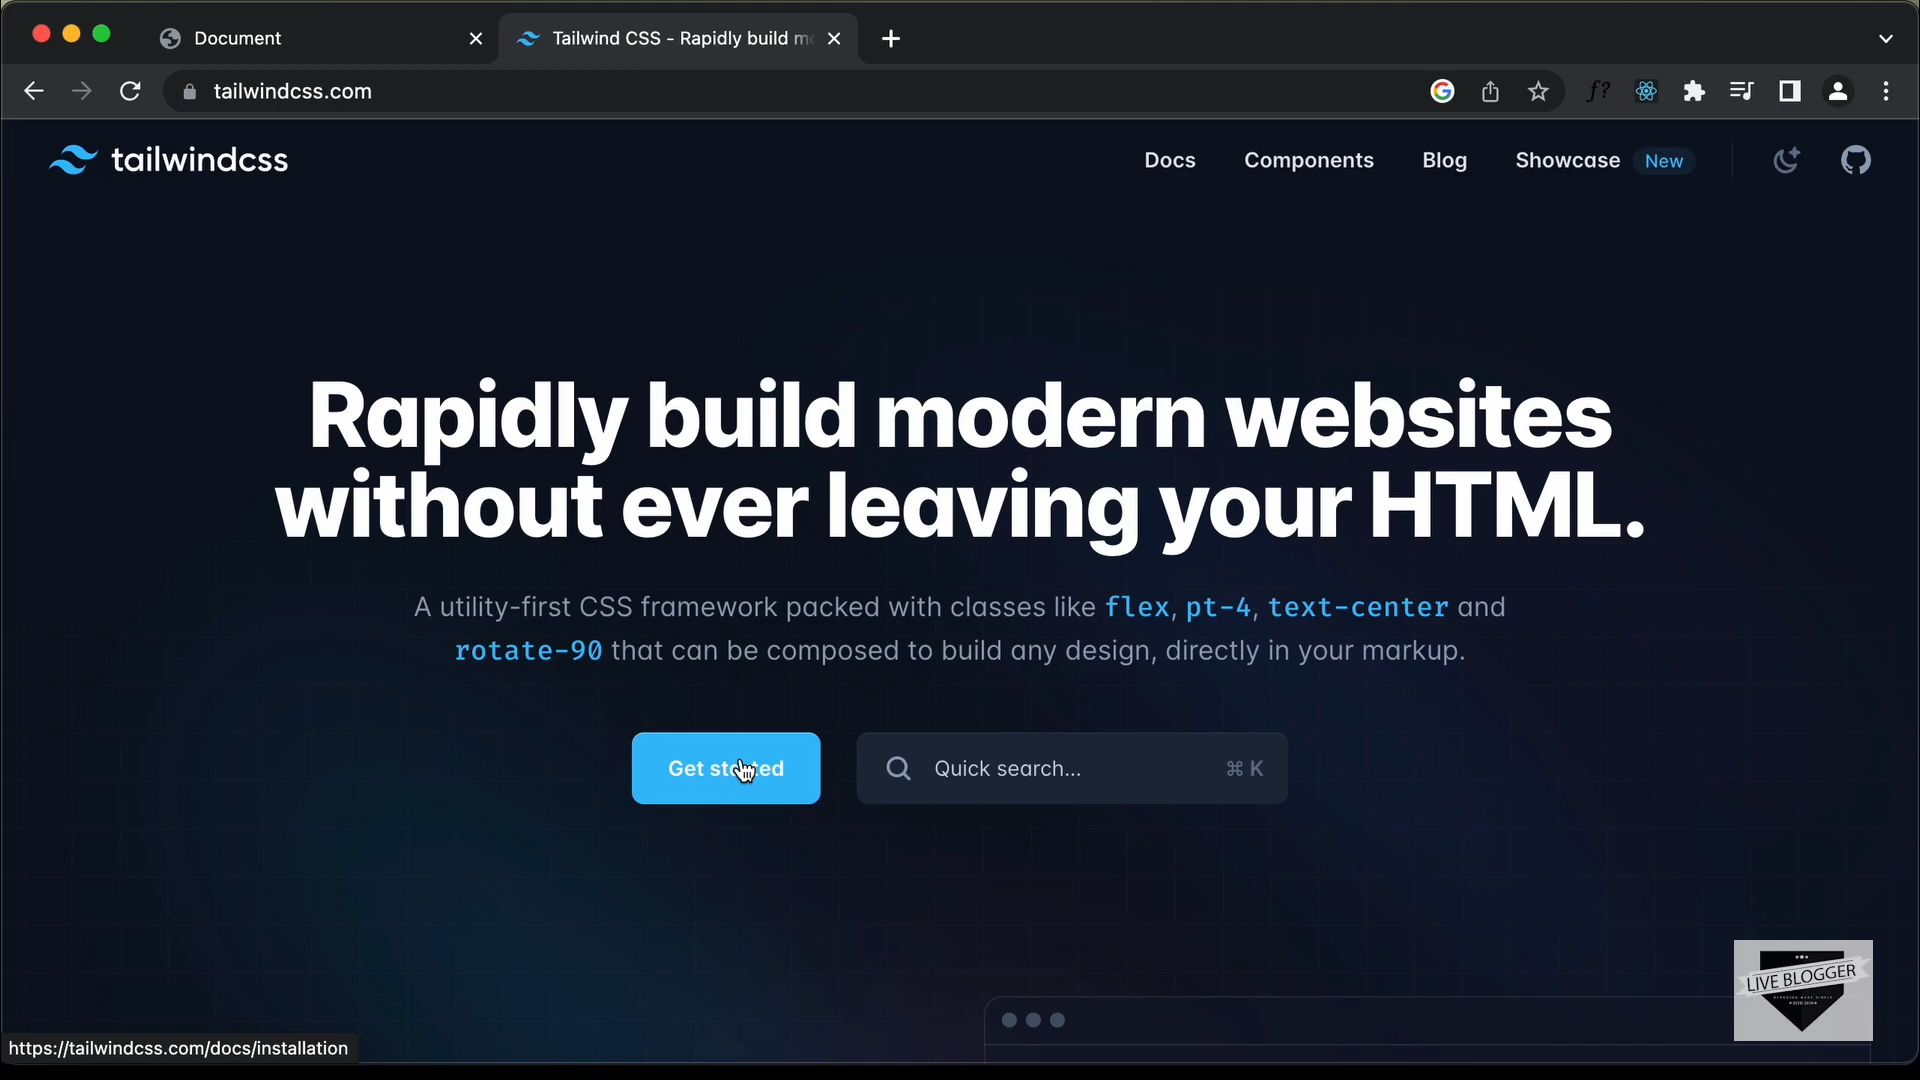 Document
Tailwind CSS - Rapidly build mo
tailwindcss.com
f?
tailwindcss
Docs
Components
Blog
Showcase
New
Rapidly build modern websites
without ever leaving your HTML.
A utility-first CSS framework packed with classes like flex, pt-4, text-center and
rotate-90 that can be composed to build any design, directly in your markup.
Get started
Quick search...
⌘ K
LIVE BLOGGER
https://tailwindcss.com/docs/installation